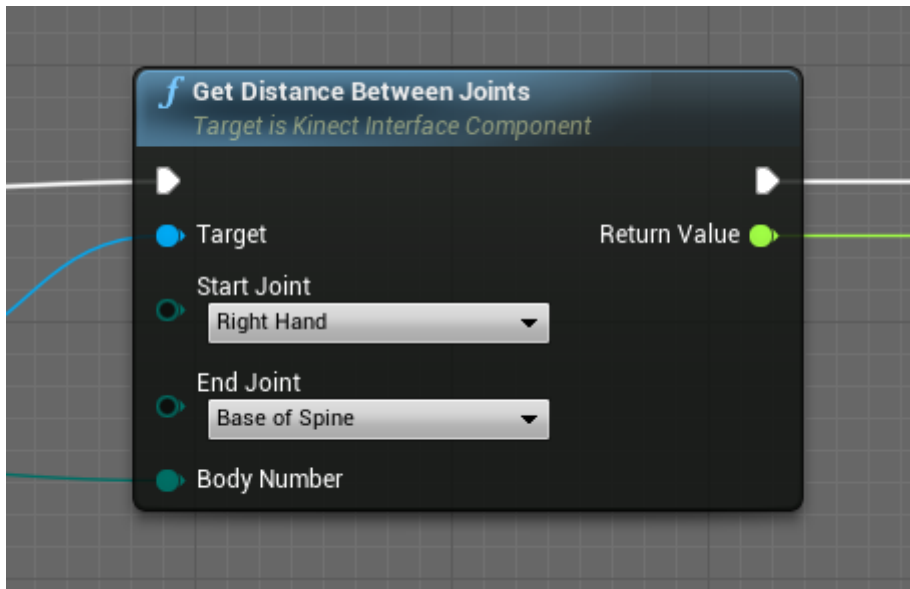 f Get Distance Between Joints
Target is Kinect Interface Component
Target
Return Value
Start Joint
Right Hand
End Joint
Base of Spine
Body Number